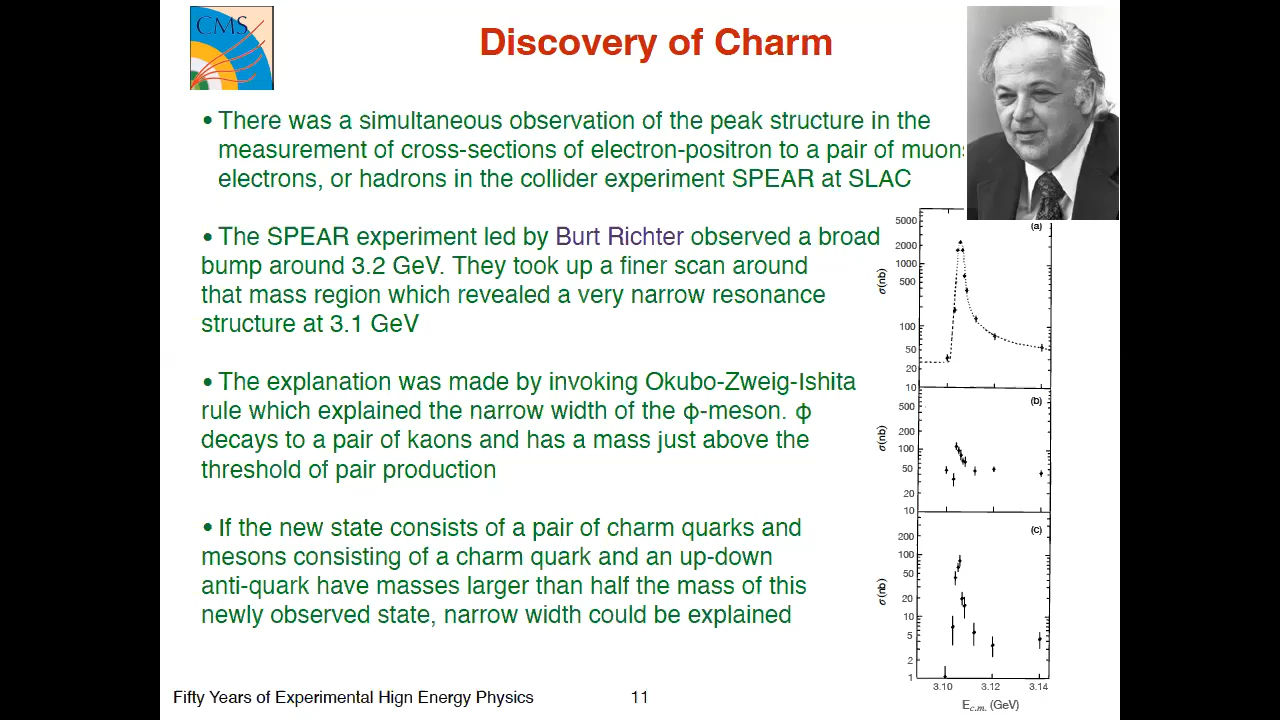 CMS
Discovery of Charm
• There was a simultaneous observation of the peak structure in the
measurement of cross-sections of electron-positron to a pair of muons
electrons, or hadrons in the collider experiment SPEAR at SLAC
• The SPEAR experiment led by Burt Richter observed a broad
bump around 3.2 GeV. They took up a finer scan around
that mass region which revealed a very narrow resonance
structure at 3.1 GeV
• The explanation was made by invoking Okubo-Zweig-Ishita
rule which explained the narrow width of the ϕ-meson. ϕ
decays to a pair of kaons and has a mass just above the
threshold of pair production
• If the new state consists of a pair of charm quarks and
mesons consisting of a charm quark and an up-down
anti-quark have masses larger than half the mass of this
newly observed state, narrow width could be explained
(a)
5000
2000
1000
500
100
50
20
10
σ(nb)
(b)
500
200
100
50
20
10
σ(nb)
(c)
200
100
50
20
10
5
2
1
σ(nb)
3.10 3.12 3.14
E c.m. (GeV)
Fifty Years of Experimental Hign Energy Physics 11